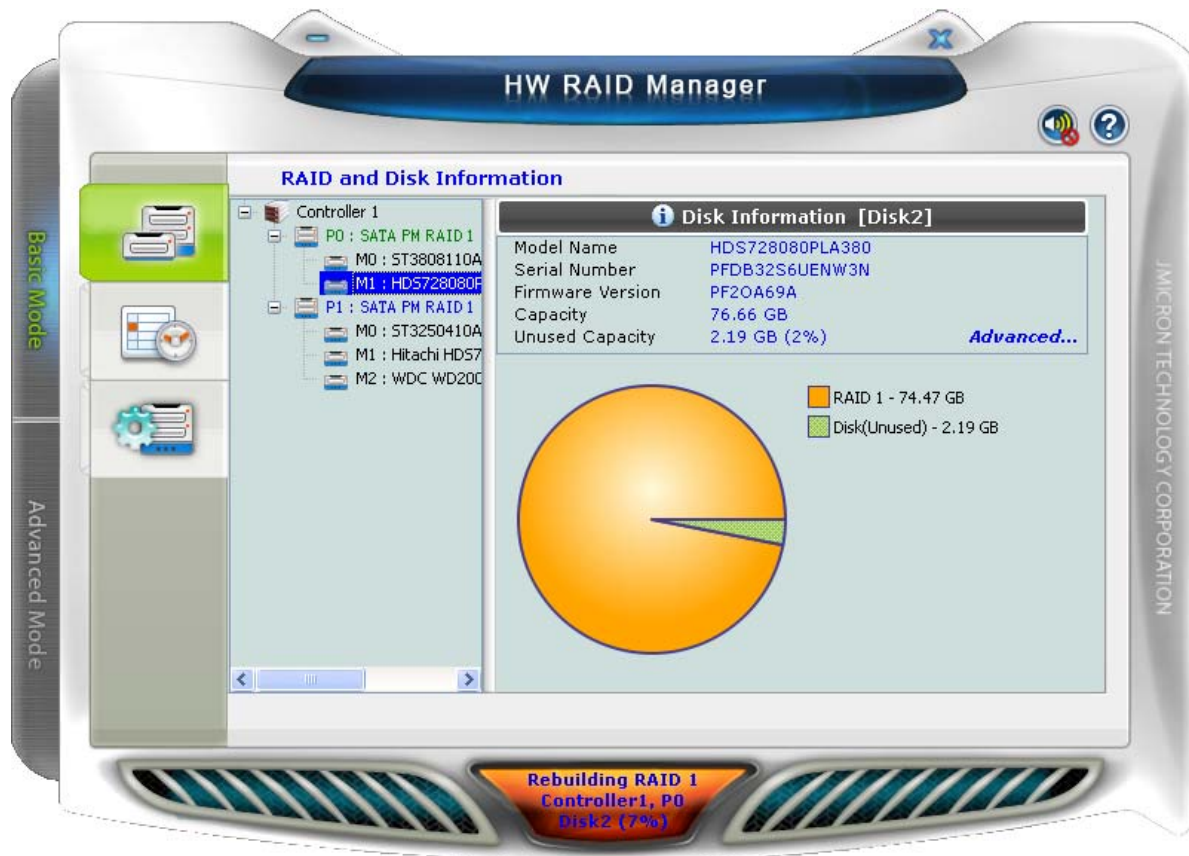 HW RAID Manager
RAID and Disk Information
Basic Mode
Advanced Mode
Controller 1
P0 : SATA PM RAID 1
M0 : ST3808110A
M1 : HDS728080P
P1 : SATA PM RAID 1
M0 : ST3250410A
M1 : Hitachi HDS7
M2 : WDC WD200
Disk Information [Disk2]
Model Name HDS728080PLA380
Serial Number PFDB32S6UENW3N
Firmware Version PF2OA69A
Capacity 76.66 GB
Unused Capacity 2.19 GB (2%) Advanced...
RAID 1 - 74.47 GB
Disk(Unused) - 2.19 GB
JMICRON TECHNOLOGY CORPORATION
Rebuilding RAID 1
Controller1, P0
Disk2 (7%)